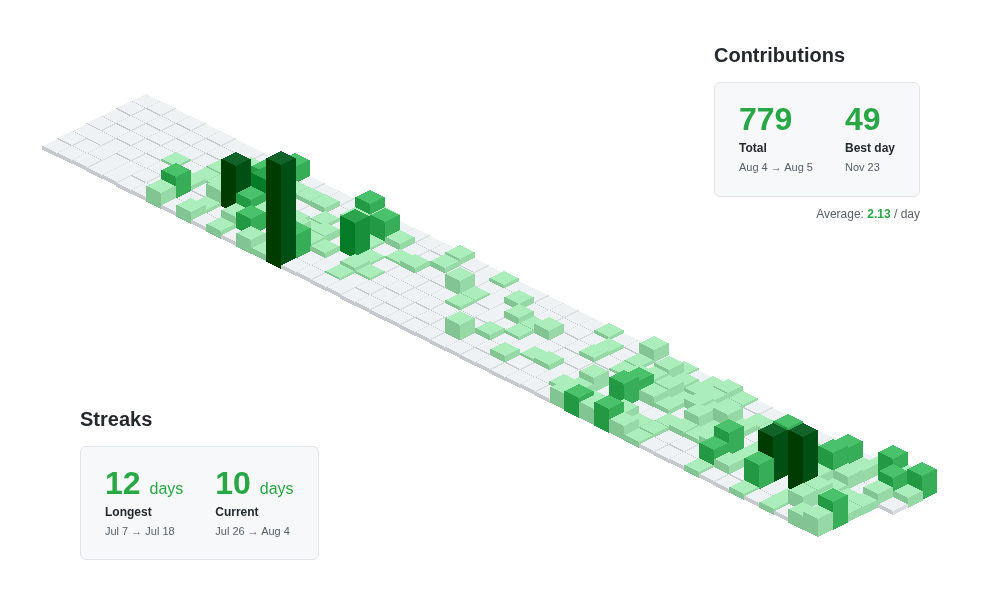 Contributions
779 49
Total Best day
Aug 4 → Aug 5 Nov 23
Average: 2.13 / day
Streaks
12 days 10 days
Longest Current
Jul 7 → Jul 18 Jul 26 → Aug 4